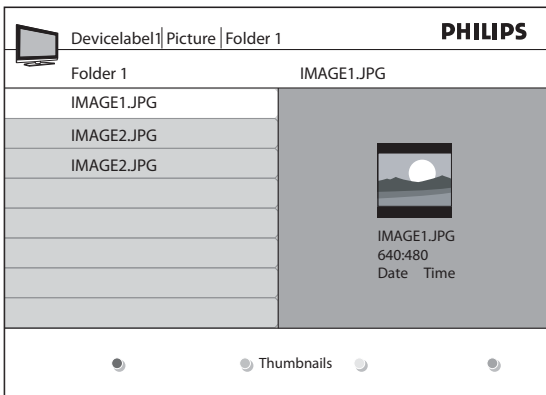 Devicelabel1 Picture Folder 1 PHILIPS
Folder 1 IMAGE1.JPG
IMAGE1.JPG
IMAGE2.JPG
IMAGE2.JPG
IMAGE1.JPG
640:480
Date Time
Thumbnails